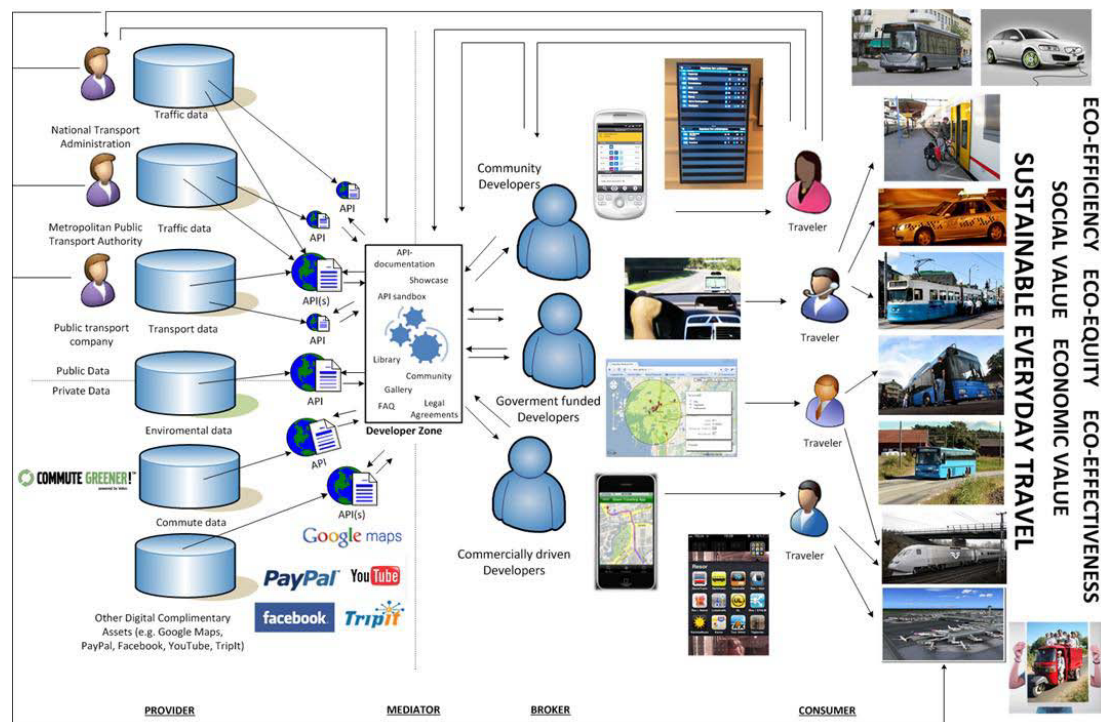 Traffic data
National Transport
Administration
Traffic data
Metropolitan Public
Transport Authority
Transport data
Public transport
company
Public Data
Private Data
Enviromental data
COMMUTE GREENER!™
Commute data
Other Digital Complimentary
Assets (e.g. Google Maps,
PayPal, Facebook, YouTube, TripIt)
API
API
API(s)
API
API
API
API(s)
Google maps
PayPal™
YouTube
facebook.
TripIt
API-
documentation
Showcase
API sandbox
Library
Community
Gallery
FAQ
Legal
Agreements
Developer Zone
Community
Developers
Goverment funded
Developers
Commercially driven
Developers
Resor
Traveler
Traveler
Traveler
Traveler
ECO-EFFICIENCY ECO-EQUITY ECO-EFFECTIVENESS
SOCIAL VALUE ECONOMIC VALUE
SUSTAINABLE EVERYDAY TRAVEL
PROVIDER
MEDIATOR
BROKER
CONSUMER